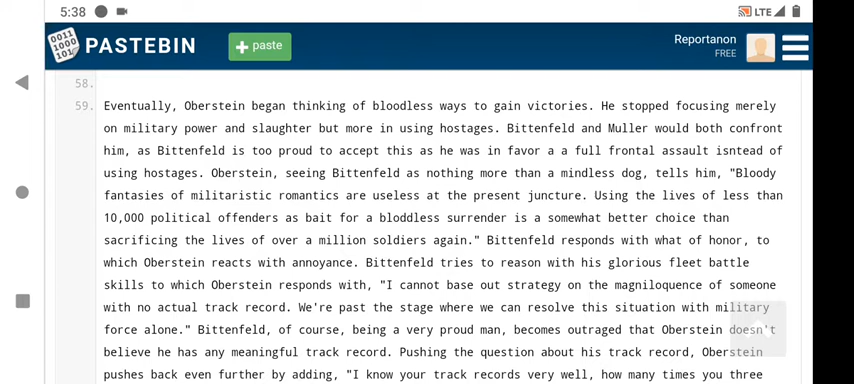 5:38
LTE
0011
1000
101
PASTEBIN
+ paste
Reportanon
FREE
58.
59. Eventually, Oberstein began thinking of bloodless ways to gain victories. He stopped focusing merely
on military power and slaughter but more in using hostages. Bittenfeld and Muller would both confront
him, as Bittenfeld is too proud to accept this as he was in favor a a full frontal assault isntead of
using hostages. Oberstein, seeing Bittenfeld as nothing more than a mindless dog, tells him, "Bloody
fantasies of militaristic romantics are useless at the present juncture. Using the lives of less than
10,000 political offenders as bait for a bloddless surrender is a somewhat better choice than
sacrificing the lives of over a million soldiers again." Bittenfeld responds with what of honor, to
which Oberstein reacts with annoyance. Bittenfeld tries to reason with his glorious fleet battle
skills to which Oberstein responds with, "I cannot base out strategy on the magniloquence of someone
with no actual track record. We're past the stage where we can resolve this situation with military
force alone." Bittenfeld, of course, being a very proud man, becomes outraged that Oberstein doesn't
believe he has any meaningful track record. Pushing the question about his track record, Oberstein
pushes back even further by adding, "I know your track records very well, how many times you three